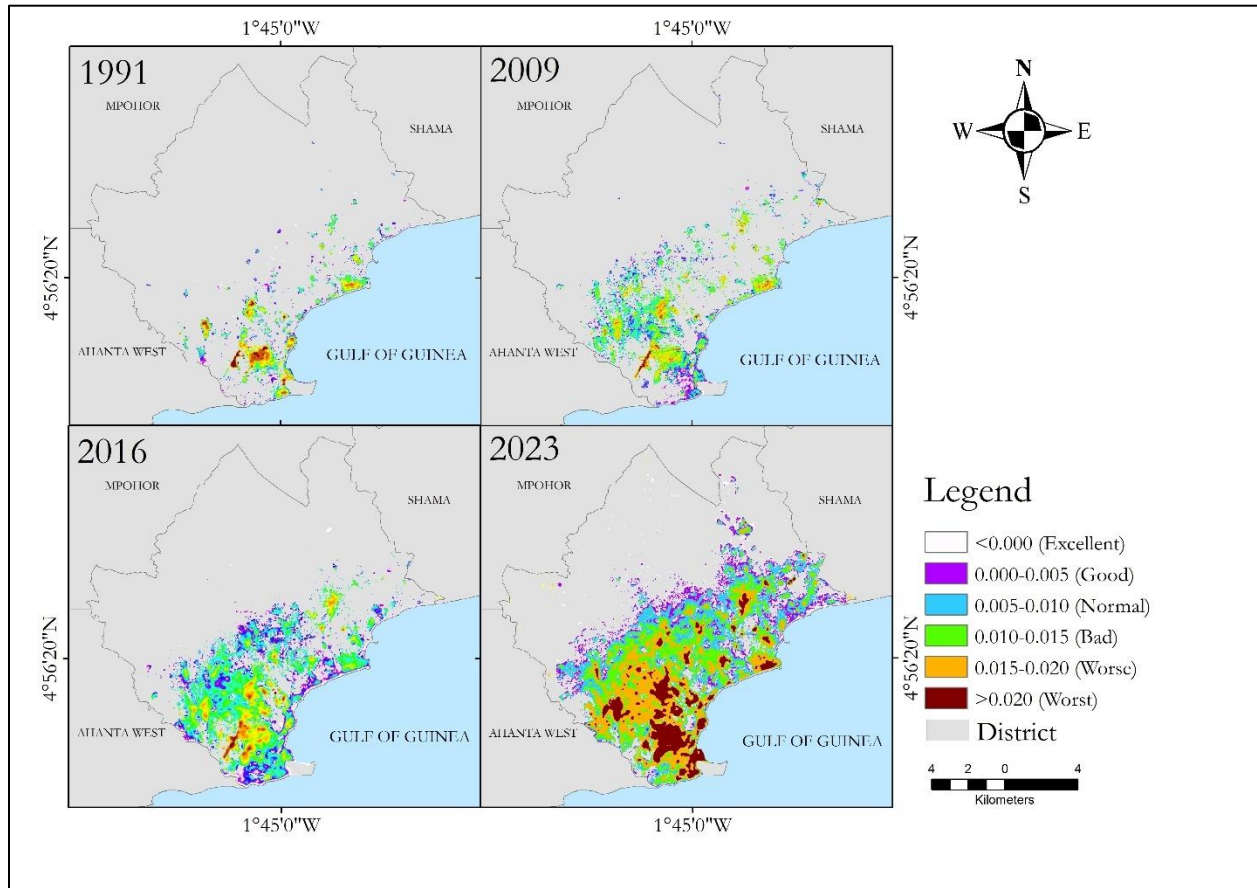 1°45'0"W
1°45'0"W
1991
MPOHOR
SHAMA
AHANTA WEST
GULF OF GUINEA
4°56'20"N
2009
MPOHOR
SHAMA
AHANTA WEST
GULF OF GUINEA
4°56'20"N
N
W
E
S
2016
MPOHOR
SHAMA
AHANTA WEST
GULF OF GUINEA
4°56'20"N
2023
MPOHOR
SHAMA
AHANTA WEST
GULF OF GUINEA
4°56'20"N
1°45'0"W
1°45'0"W
Legend
<0.000 (Excellent)
0.000-0.005 (Good)
0.005-0.010 (Normal)
0.010-0.015 (Bad)
0.015-0.020 (Worse)
>0.020 (Worst)
District
4 2 0 4
Kilometers